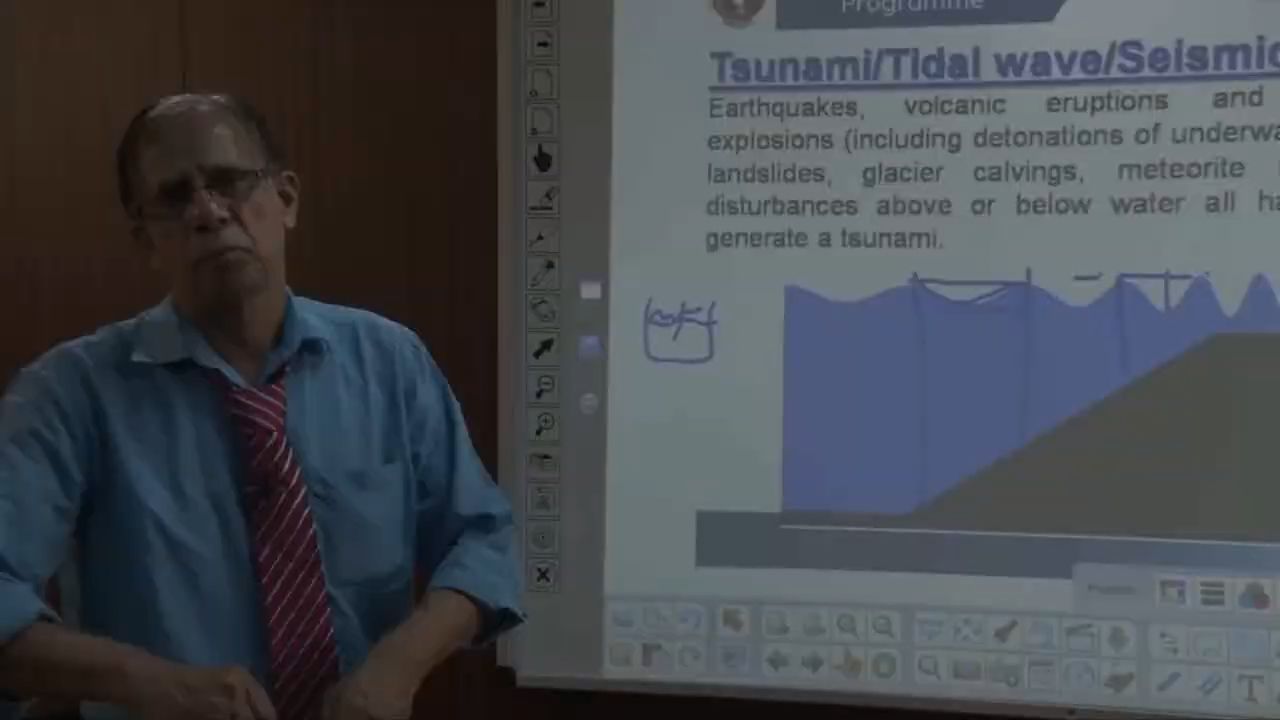 Programme
Tsunami/Tidal wave/Seismic
Earthquakes, volcanic eruptions and
explosions (including detonations of
landslides, glacier calvings, meteorite
disturbances above or below water all
generate a tsunami.
T